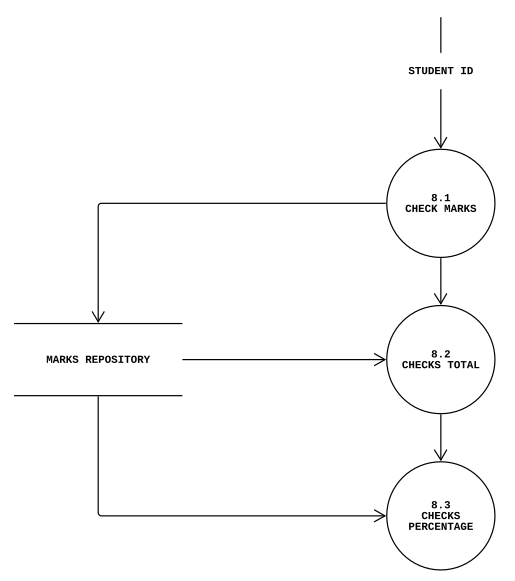 STUDENT ID
8.1
CHECK MARKS
MARKS REPOSITORY
8.2
CHECKS TOTAL
8.3
CHECKS
PERCENTAGE